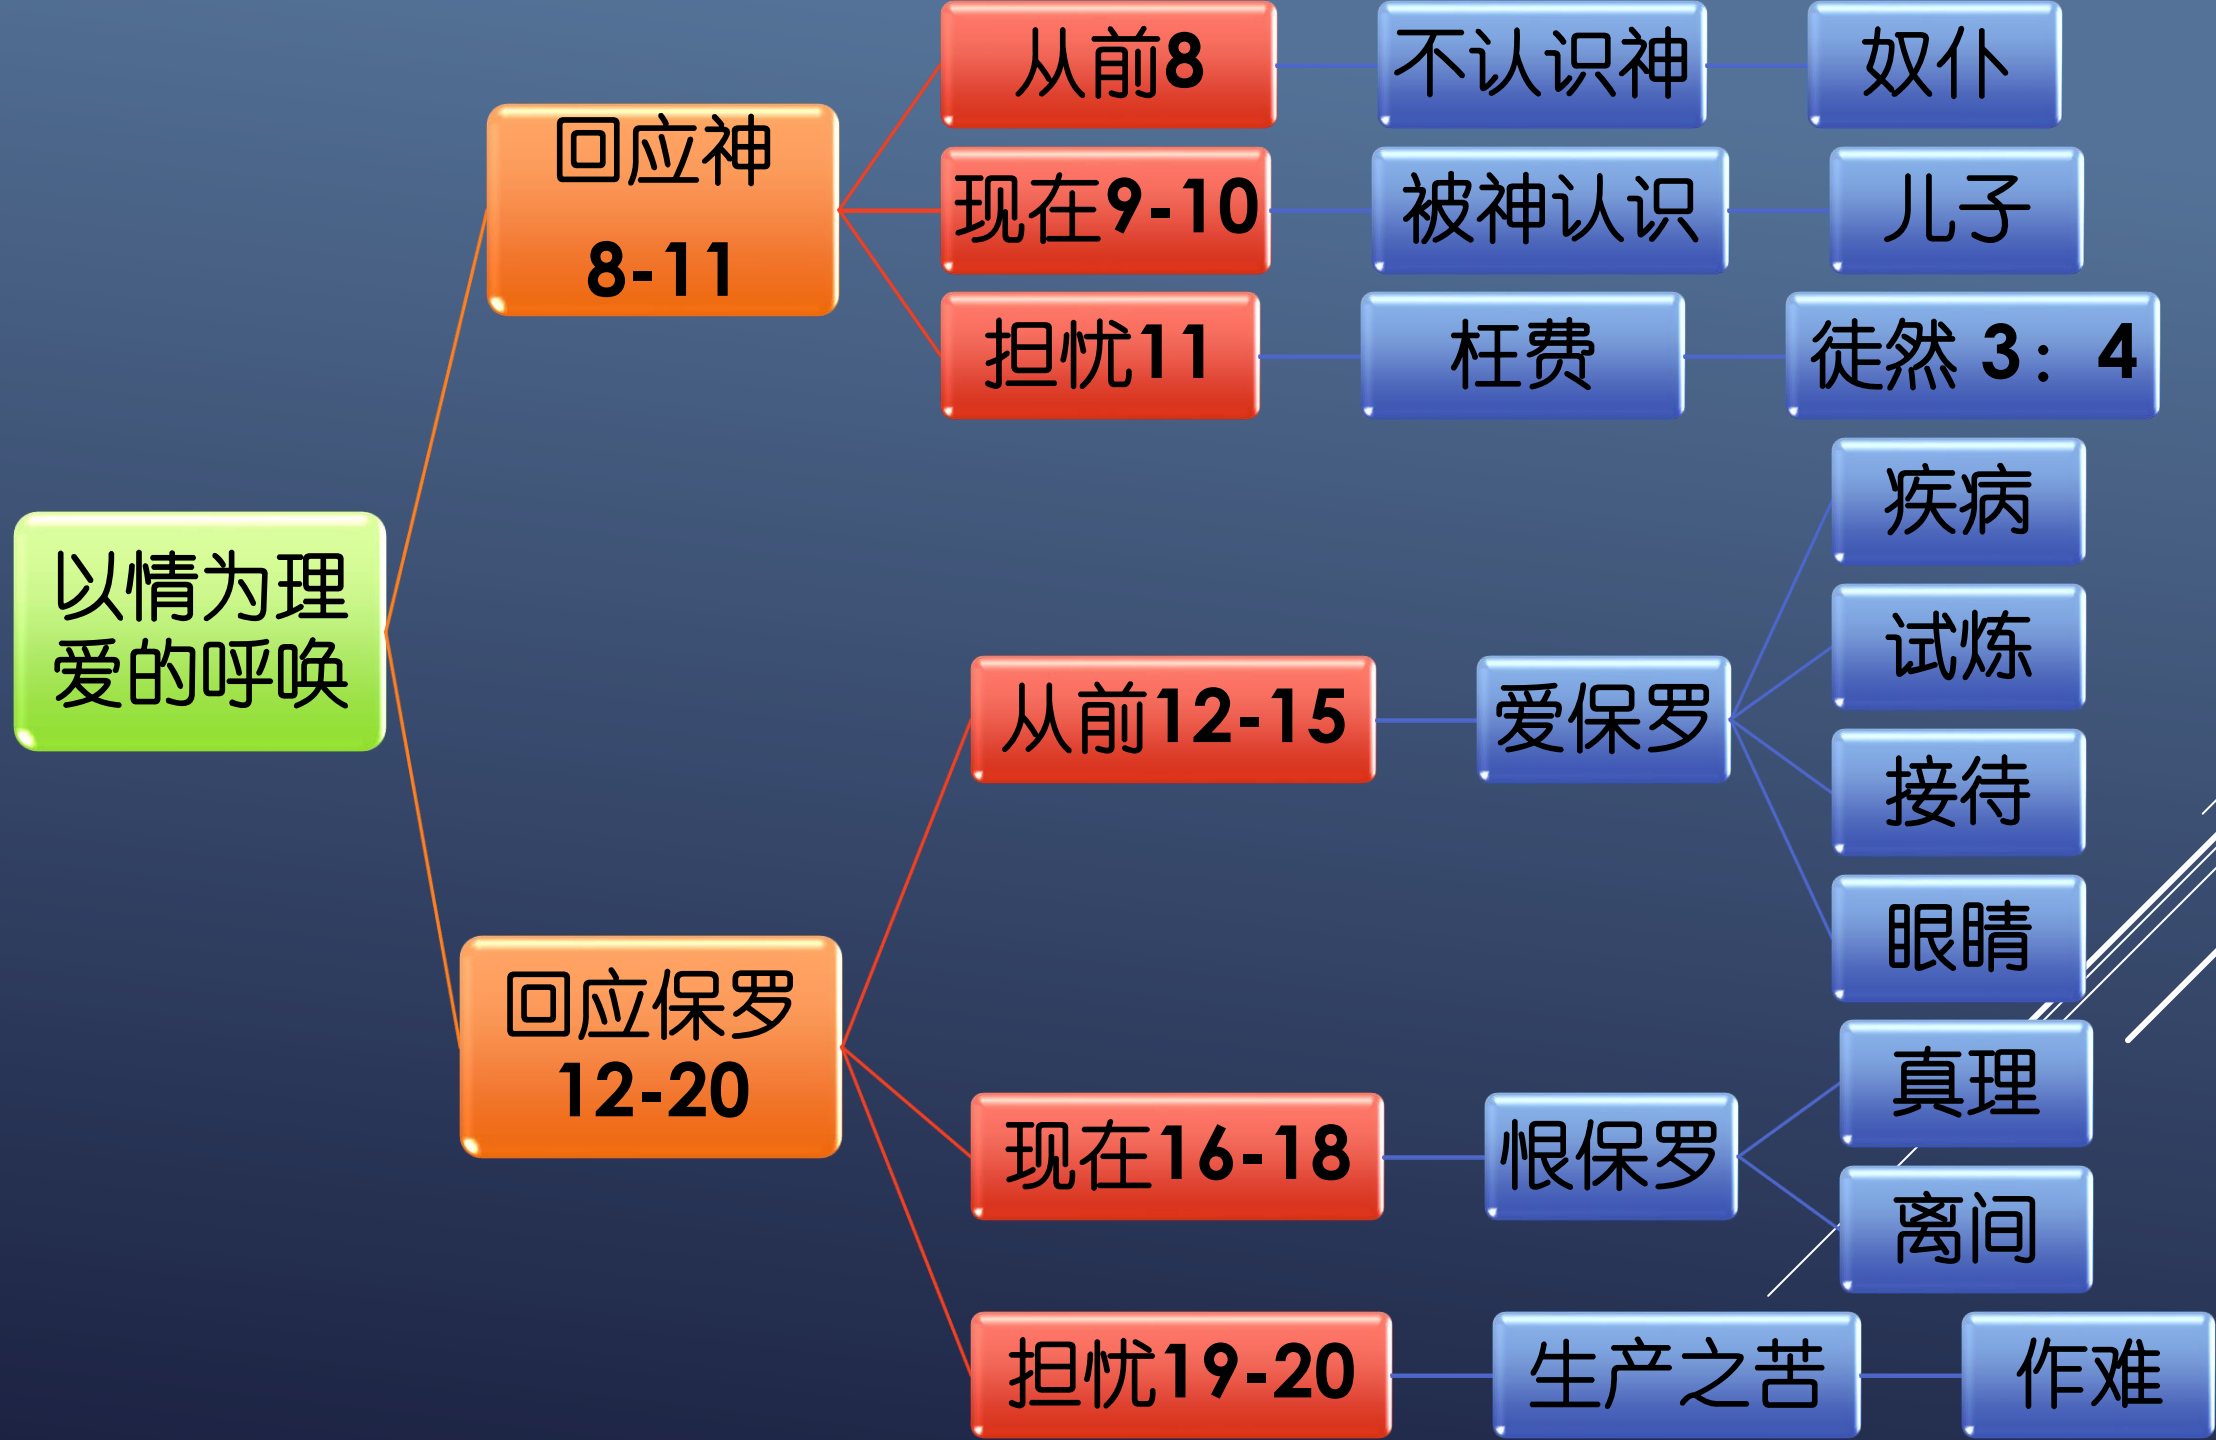 从前8
不认识神
奴仆
回应神
8-11
现在9-10
被神认识
儿子
担忧11
枉费
徒然 3：4
疾病
以情为理
爱的呼唤
试炼
从前12-15
爱保罗
接待
眼睛
回应保罗
12-20
真理
现在16-18
恨保罗
离间
担忧19-20
生产之苦
作难